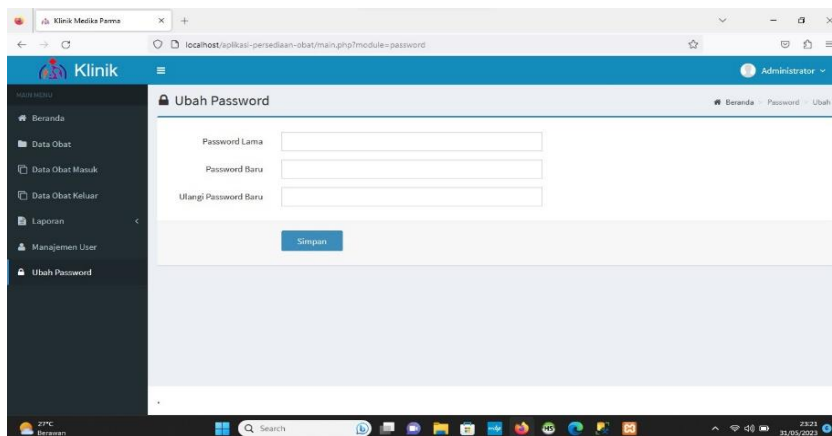 Klinik Medika Parma
localhost/aplikasi-persediaan-obat/main.php?module=password
Klinik
Administrator
MAIN MENU
Ubah Password
Beranda > Password > Ubah
Beranda
Data Obat
Data Obat Masuk
Data Obat Keluar
Laporan
Manajemen User
Ubah Password
Password Lama
Password Baru
Ulangi Password Baru
Simpan
27°C
Berawan
Search
23:21
31/05/2023